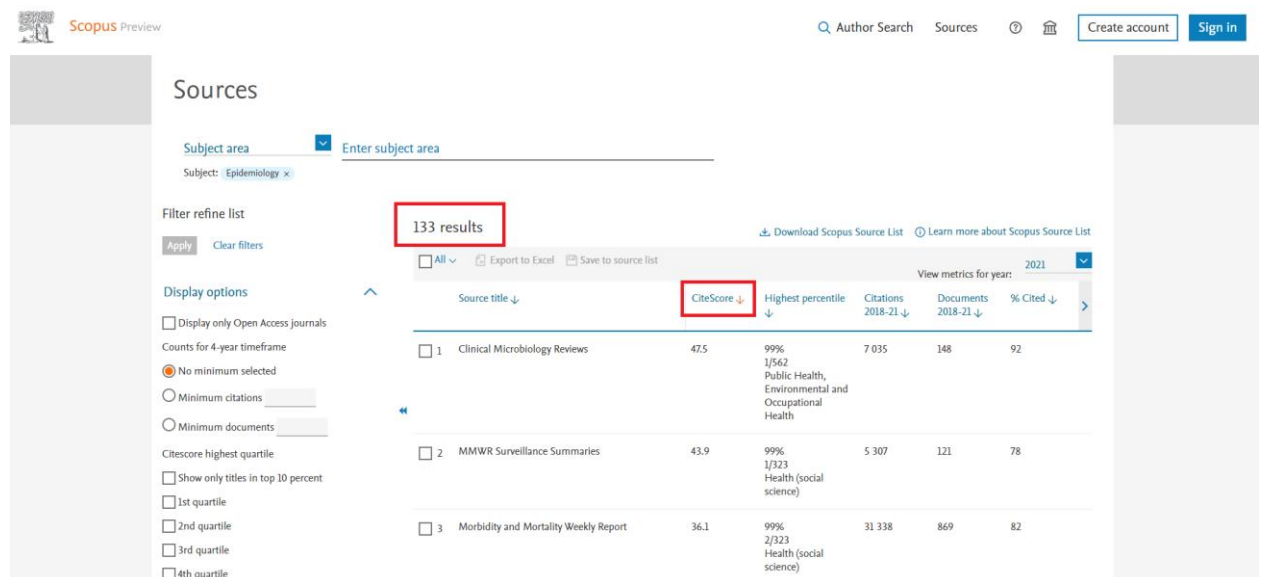 Scopus Preview
Author Search Sources Create account Sign in
Sources
Subject area Enter subject area
Subject: Epidemiology ×
Filter refine list
Apply Clear filters
Display options
Display only Open Access journals
Counts for 4-year timeframe
No minimum selected
Minimum citations
Minimum documents
Citescore highest quartile
Show only titles in top 10 percent
1st quartile
2nd quartile
3rd quartile
4th quartile
133 results
Download Scopus Source List Learn more about Scopus Source List
All Export to Excel Save to source list
View metrics for year: 2021
Source title ↓ CiteScore ↓ Highest percentile ↓ Citations 2018-21 ↓ Documents 2018-21 ↓ % Cited ↓
1 Clinical Microbiology Reviews 47.5 99% 7 035 148 92
1/562
Public Health,
Environmental and
Occupational
Health
2 MMWR Surveillance Summaries 43.9 99% 5 307 121 78
1/323
Health (social
science)
3 Morbidity and Mortality Weekly Report 36.1 99% 31 338 869 82
2/323
Health (social
science)